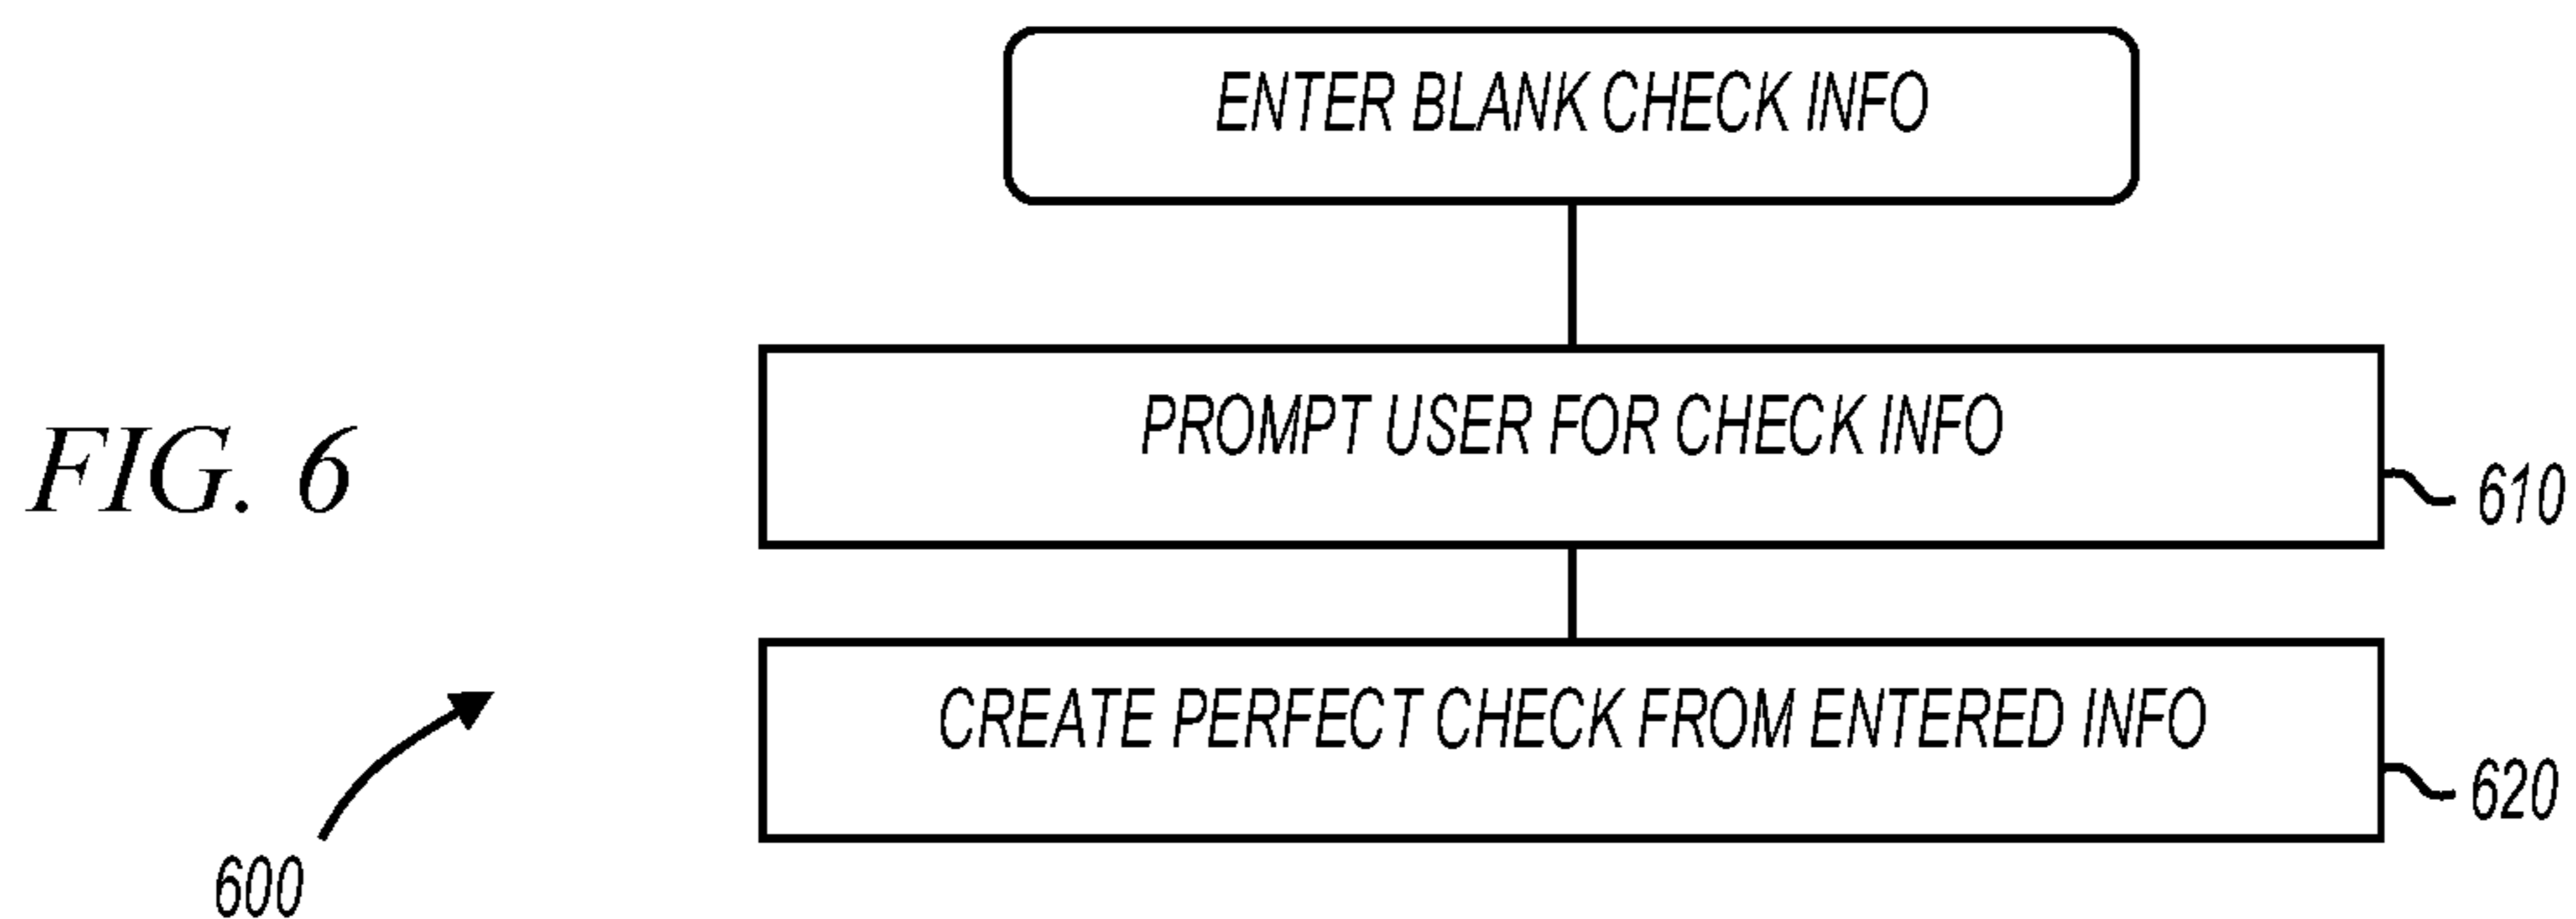 ENTER BLANK CHECK INFO
PROMPT USER FOR CHECK INFO
FIG. 6
610
CREATE PERFECT CHECK FROM ENTERED INFO
620
600